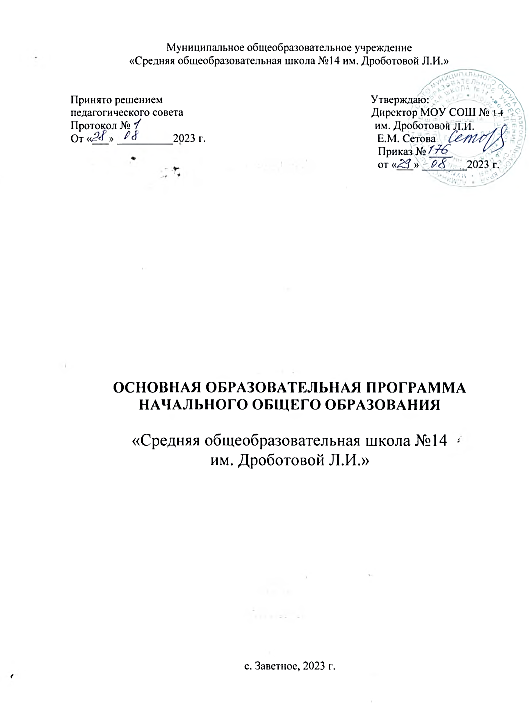 Муниципальное общеобразовательное учреждение
«Средняя общеобразовательная школа №14 им. Дроботовой Л.И.»
Принято решением
педагогического совета
Протокол № 1
От «28» 08 2023 г.
Утверждаю:
Директор МОУ СОШ № 14
им. Дроботовой Л.И.
Е.М. Сетова
Приказ № 176
от «29» 08 2023 г.
ОСНОВНАЯ ОБРАЗОВАТЕЛЬНАЯ ПРОГРАММА
НАЧАЛЬНОГО ОБЩЕГО ОБРАЗОВАНИЯ
«Средняя общеобразовательная школа №14
им. Дроботовой Л.И.»
с. Заветное, 2023 г.